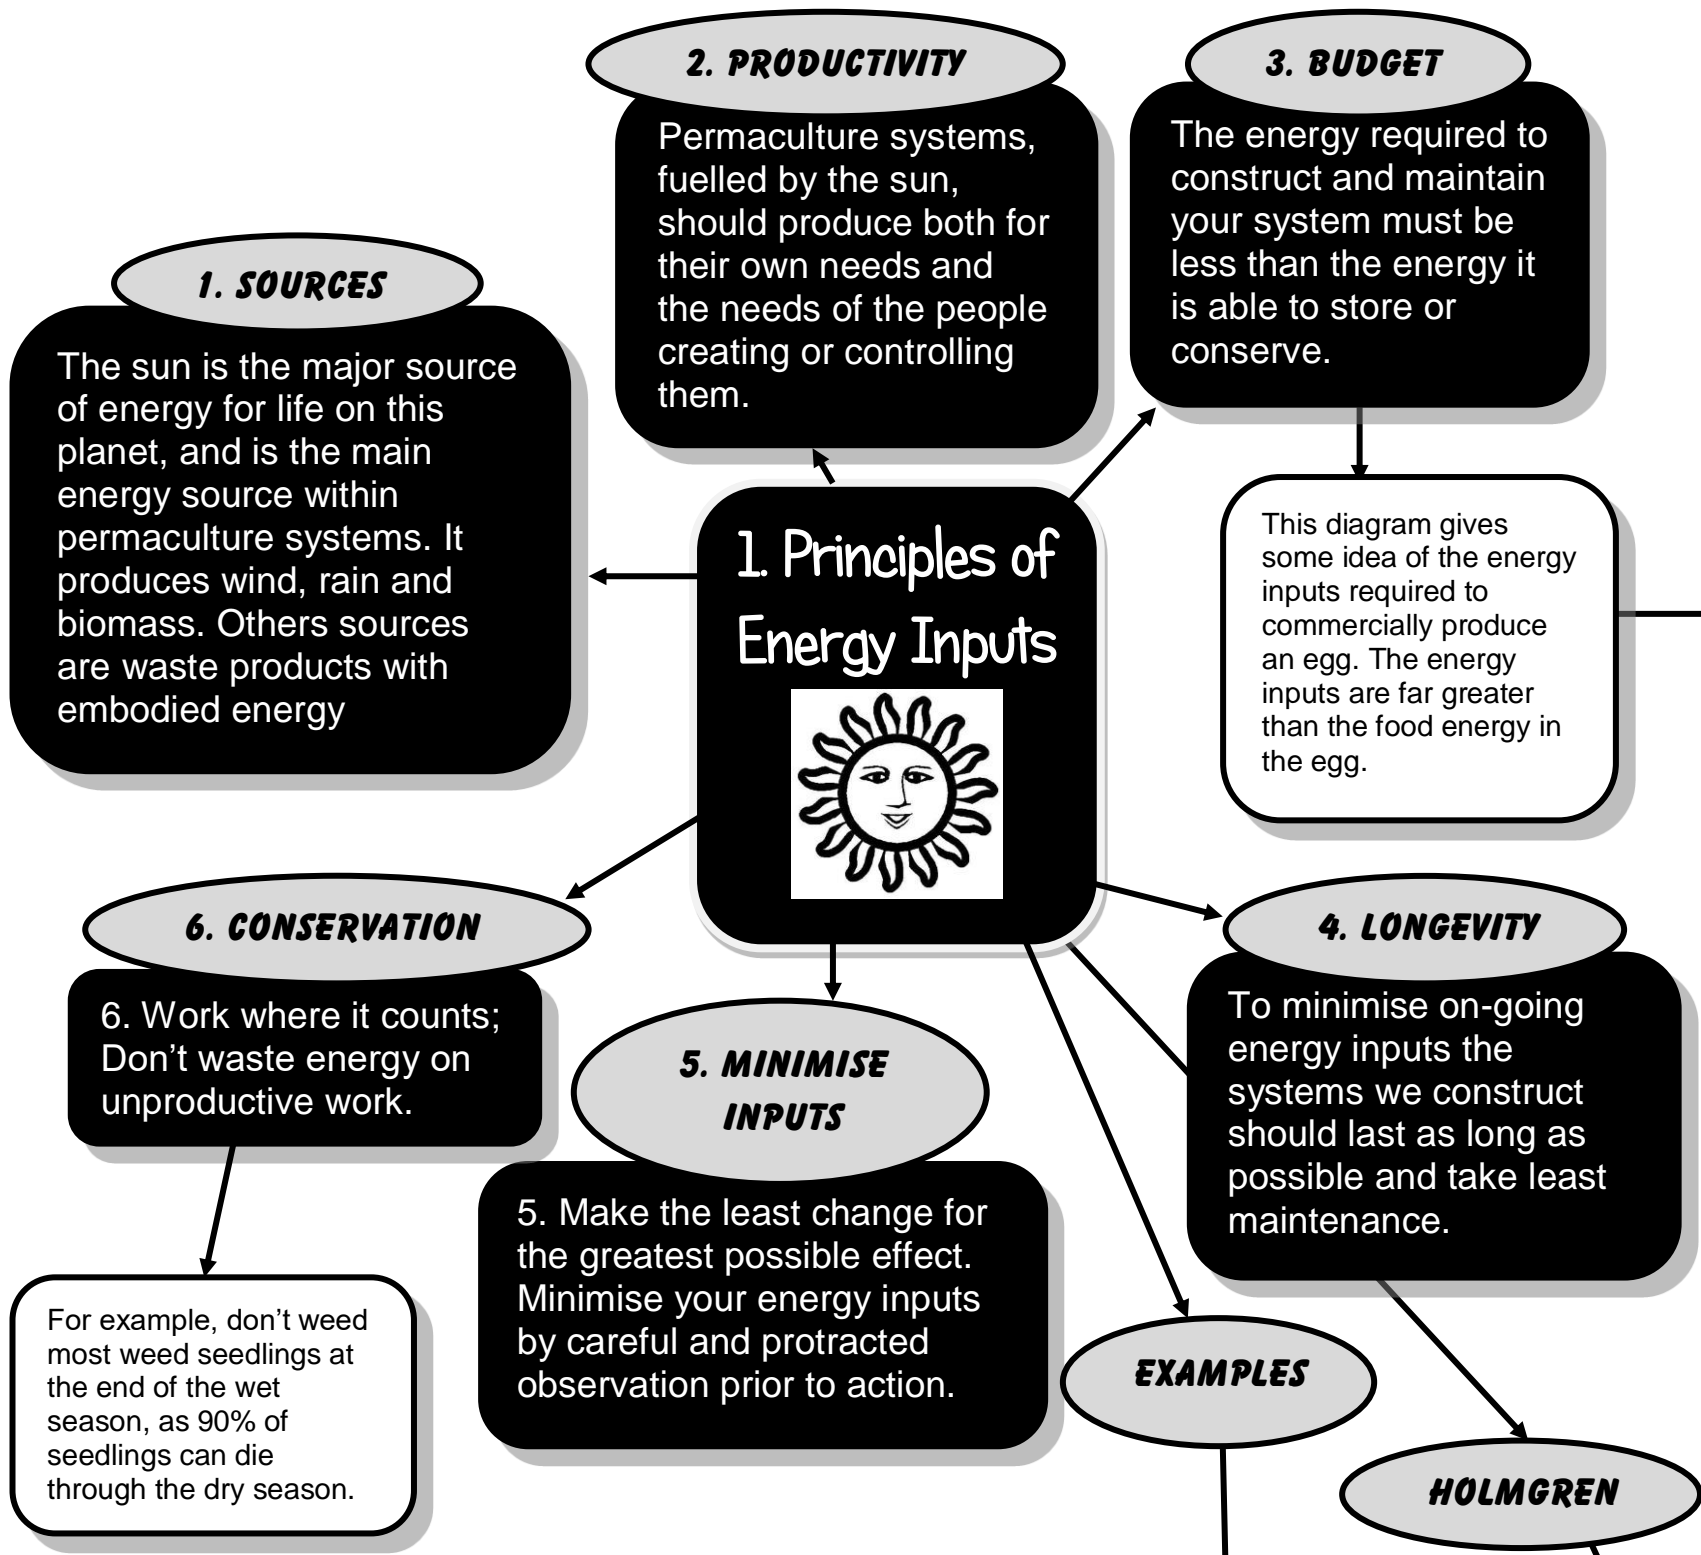 1. Principles of
Energy Inputs
1. SOURCES
The sun is the major source
of energy for life on this
planet, and is the main
energy source within
permaculture systems. It
produces wind, rain and
biomass. Others sources
are waste products with
embodied energy
2. PRODUCTIVITY
Permaculture systems,
fuelled by the sun,
should produce both for
their own needs and
the needs of the people
creating or controlling
them.
3. BUDGET
The energy required to
construct and maintain
your system must be
less than the energy it
is able to store or
conserve.
This diagram gives
some idea of the energy
inputs required to
commercially produce
an egg. The energy
inputs are far greater
than the food energy in
the egg.
4. LONGEVITY
To minimise on-going
energy inputs the
systems we construct
should last as long as
possible and take least
maintenance.
5. MINIMISE
INPUTS
5. Make the least change for
the greatest possible effect.
Minimise your energy inputs
by careful and protracted
observation prior to action.
6. CONSERVATION
6. Work where it counts;
Don’t waste energy on
unproductive work.
For example, don’t weed
most weed seedlings at
the end of the wet
season, as 90% of
seedlings can die
through the dry season.
EXAMPLES
HOLMGREN